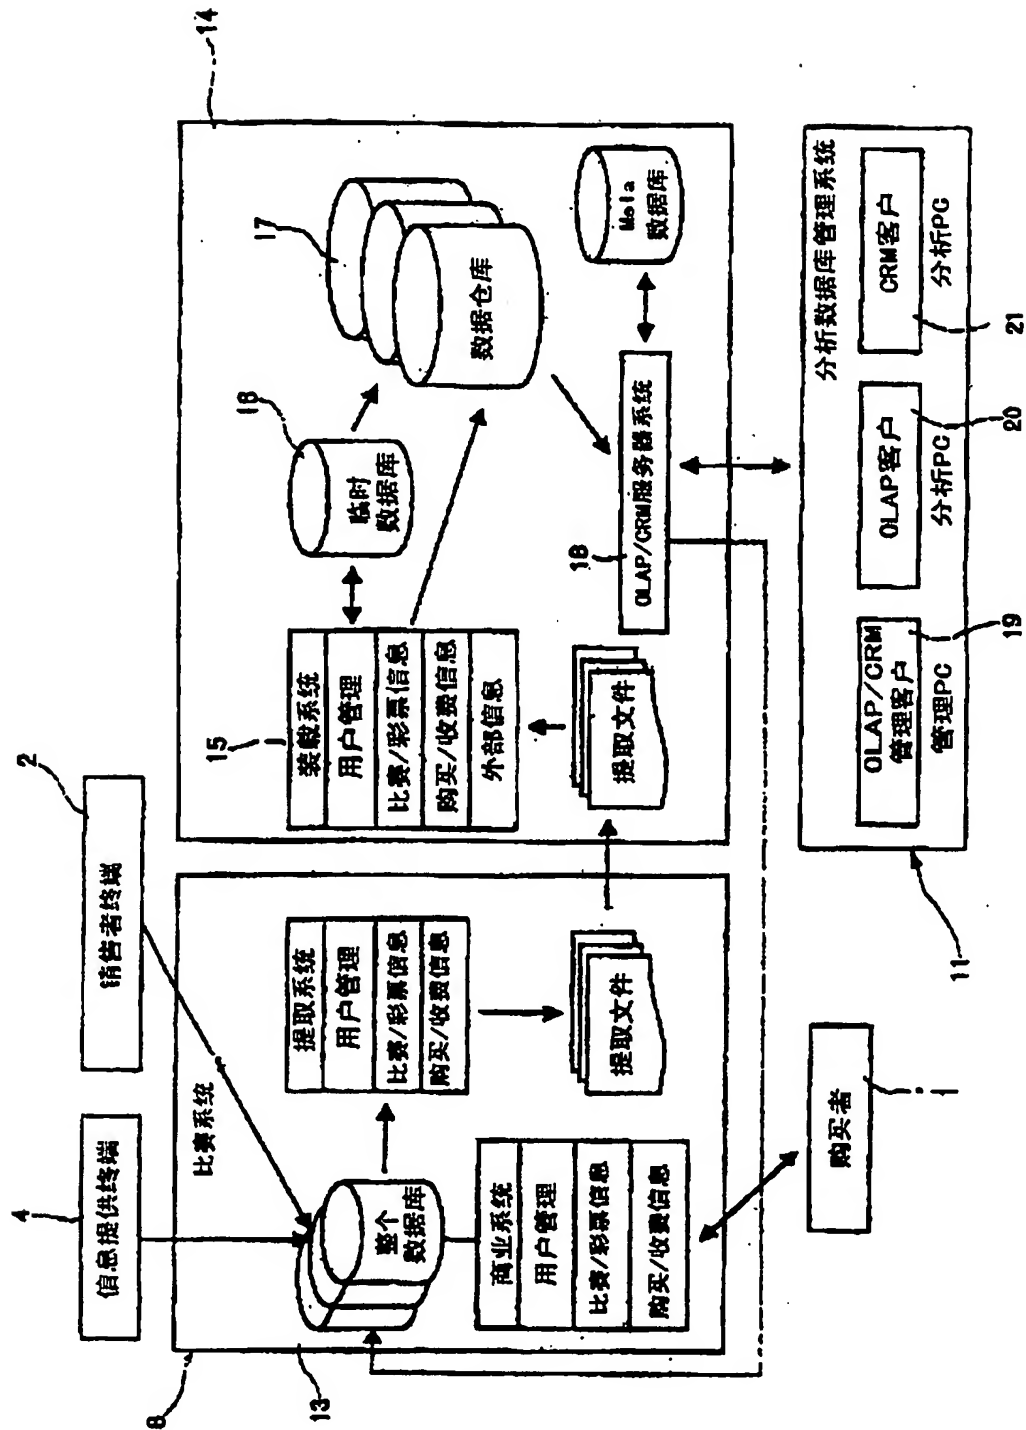 4
信息提供终端
2
销售者终端
8
13
比赛系统
整个
数据库
提取系统
用户管理
比赛/彩票信息
购买/收费信息
提取文件
商业系统
用户管理
比赛/彩票信息
购买/收费信息
购买者
1
14
15
装载系统
用户管理
比赛/彩票信息
购买/收费信息
外部信息
提取文件
16
临时
数据库
17
数据仓库
18
OLAP/CRM服务器系统
Mela
数据库
11
分析数据库管理系统
OLAP/CRM
管理客户
管理PC
19
OLAP客户
分析PC
20
CRM客户
分析PC
21